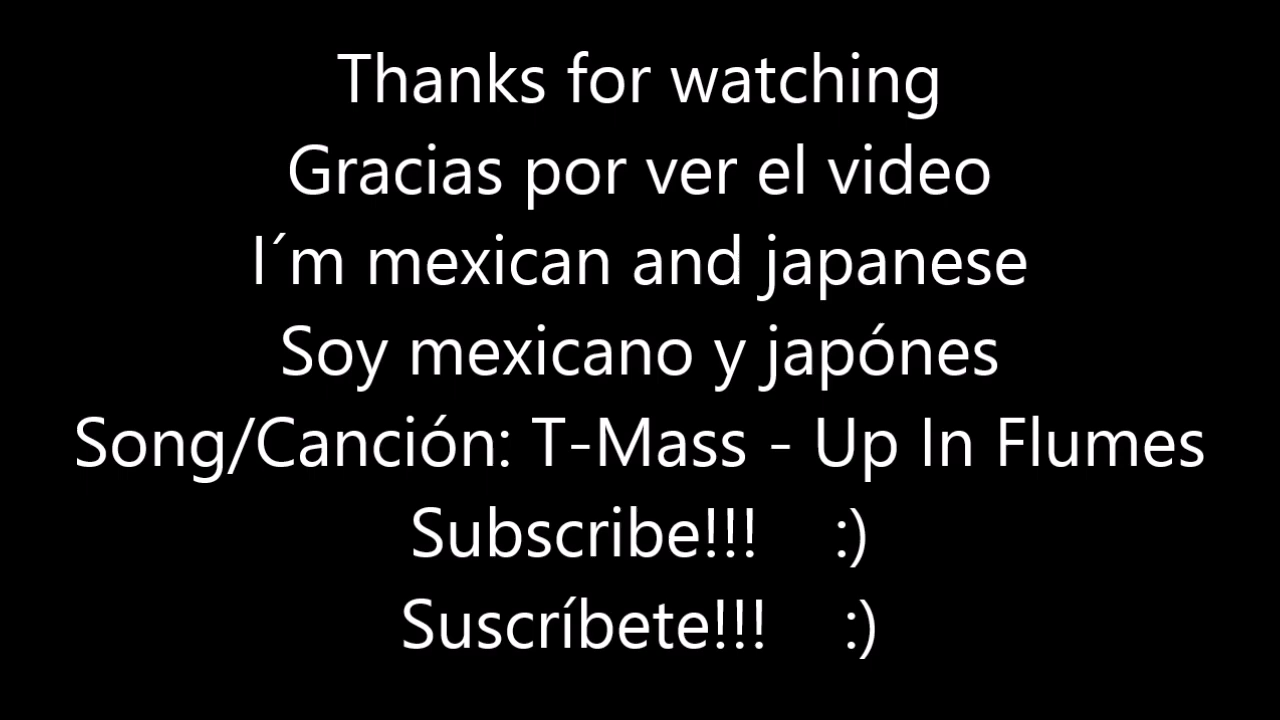 Thanks for watching
Gracias por ver el video
I´m mexican and japanese
Soy mexicano y japónes
Song/Canción: T-Mass - Up In Flumes
Subscribe!!! :)
Suscríbete!!! :)